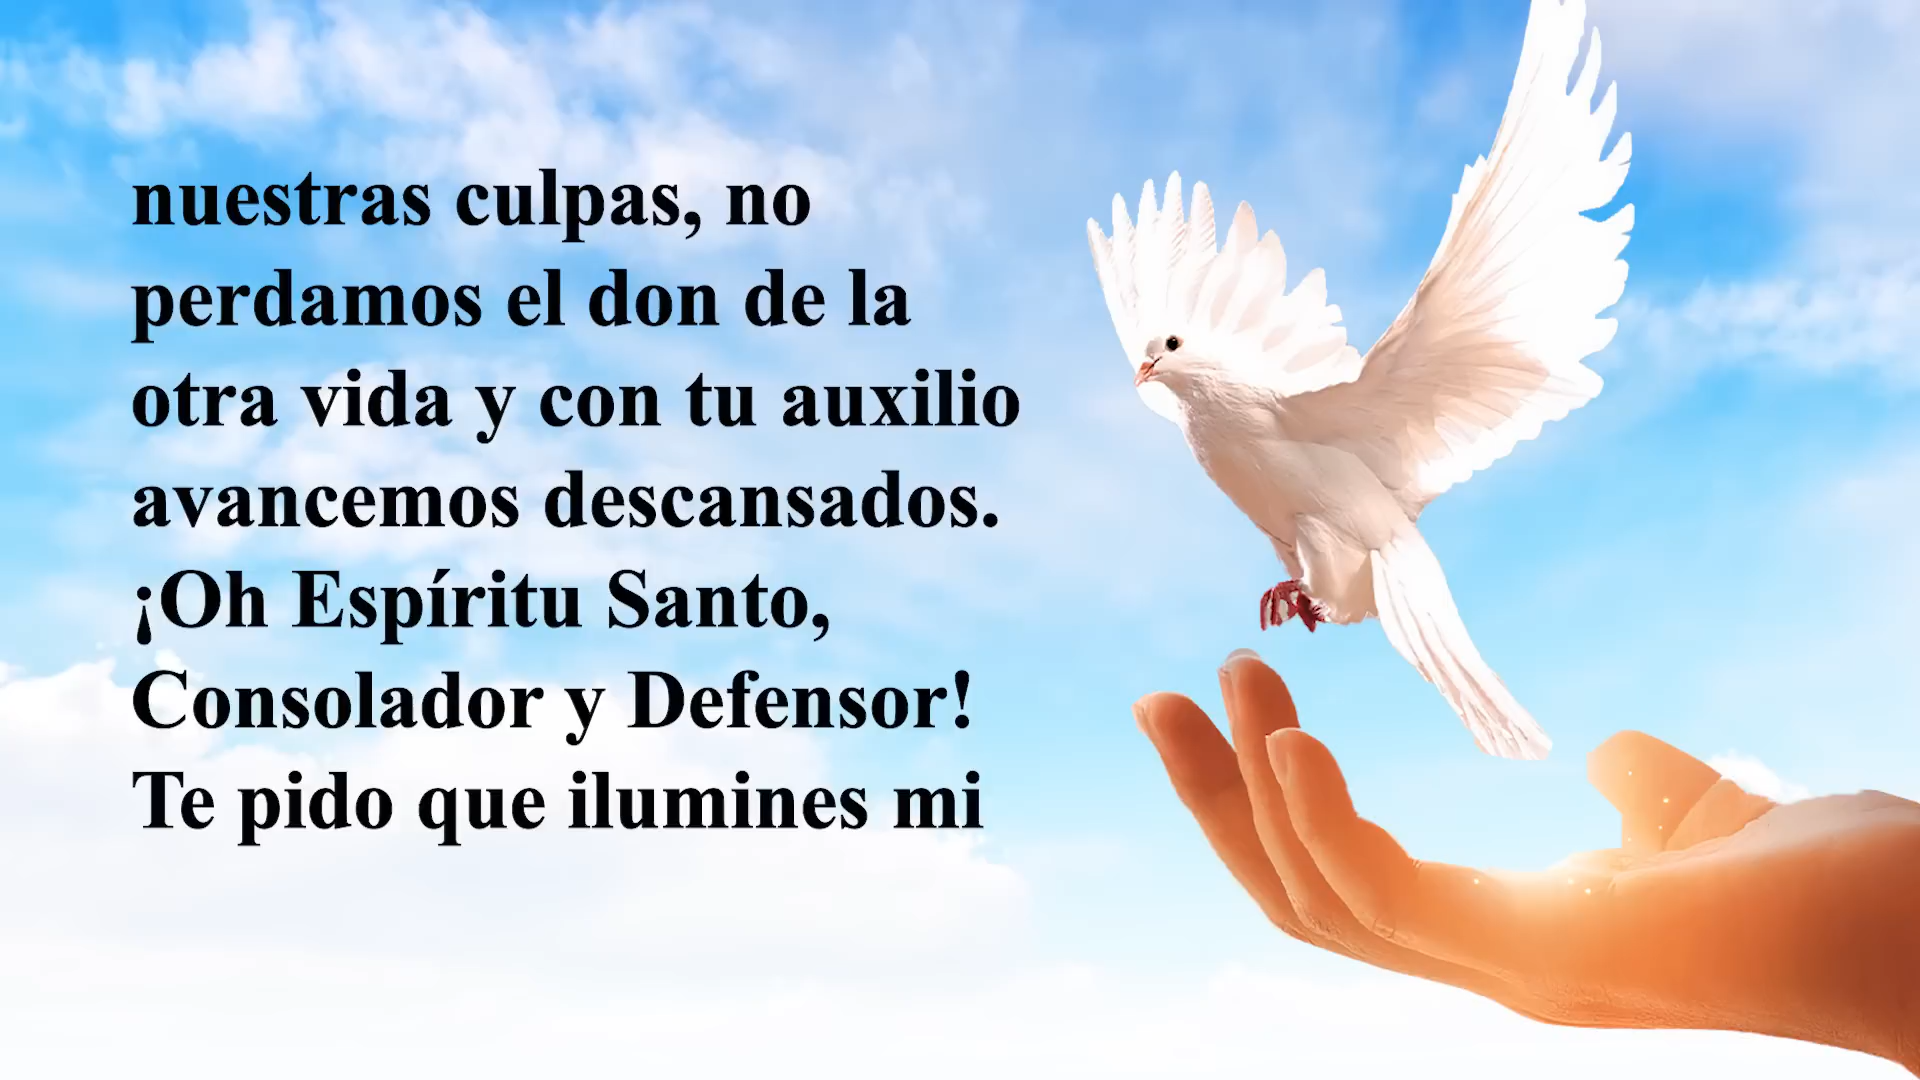 nuestras culpas, no
perdamos el don de la
otra vida y con tu auxilio
avancemos descansados.
¡Oh Espíritu Santo,
Consolador y Defensor!
Te pido que ilumines mi